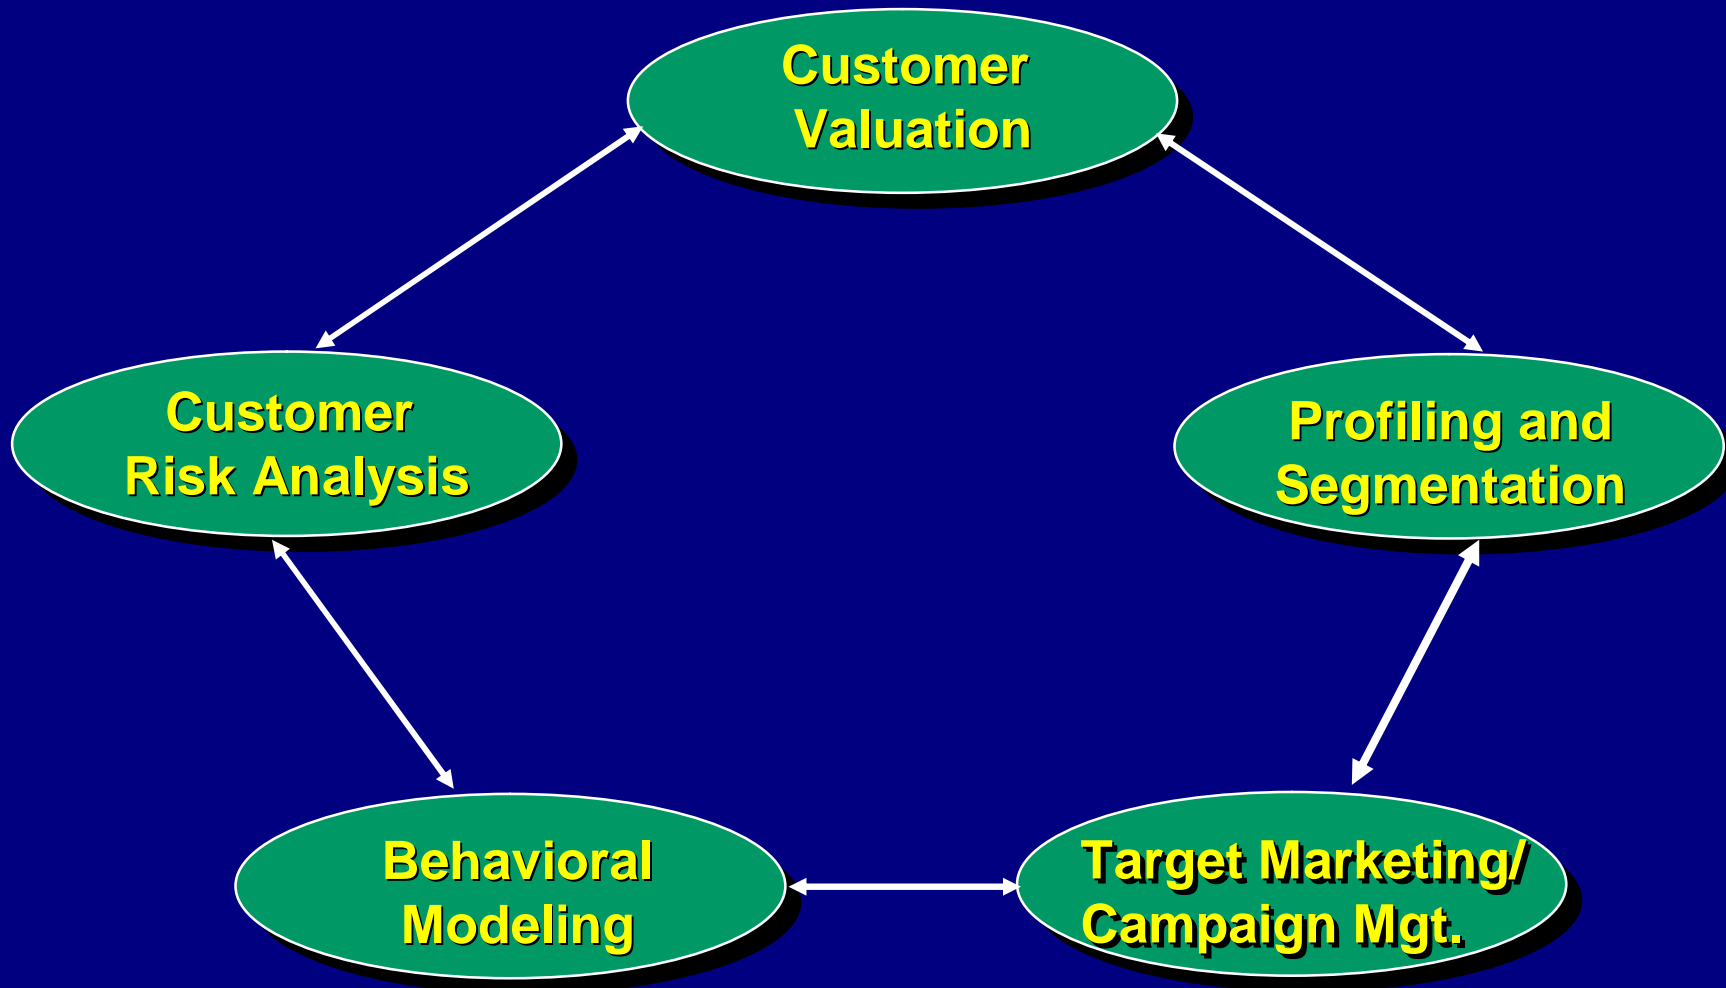 Customer
Valuation
Customer
Risk Analysis
Profiling and
Segmentation
Behavioral
Modeling
Target Marketing/
Campaign Mgt.